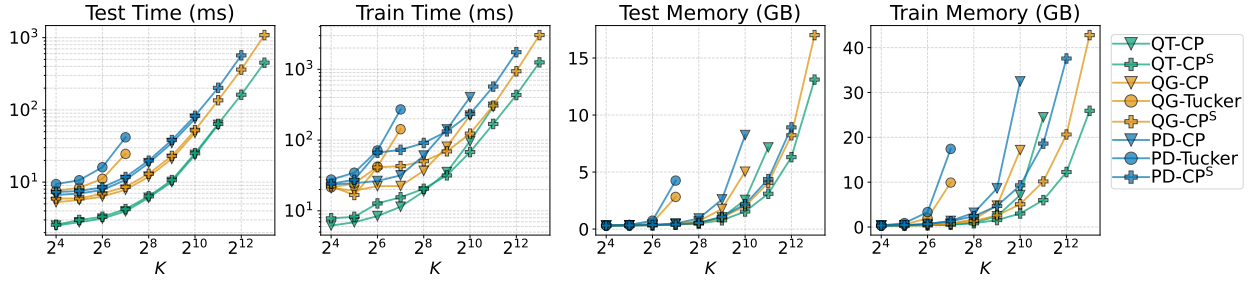 Test Time (ms)
10³
10²
10¹
2⁴ 2⁶ 2⁸ 2¹⁰ 2¹²
K
Train Time (ms)
10³
10²
10¹
2⁴ 2⁶ 2⁸ 2¹⁰ 2¹²
K
Test Memory (GB)
15
10
5
0
2⁴ 2⁶ 2⁸ 2¹⁰ 2¹²
K
Train Memory (GB)
40
30
20
10
0
2⁴ 2⁶ 2⁸ 2¹⁰ 2¹²
K
QT-CP
QT-CPˢ
QG-CP
QG-Tucker
QG-CPˢ
PD-CP
PD-Tucker
PD-CPˢ